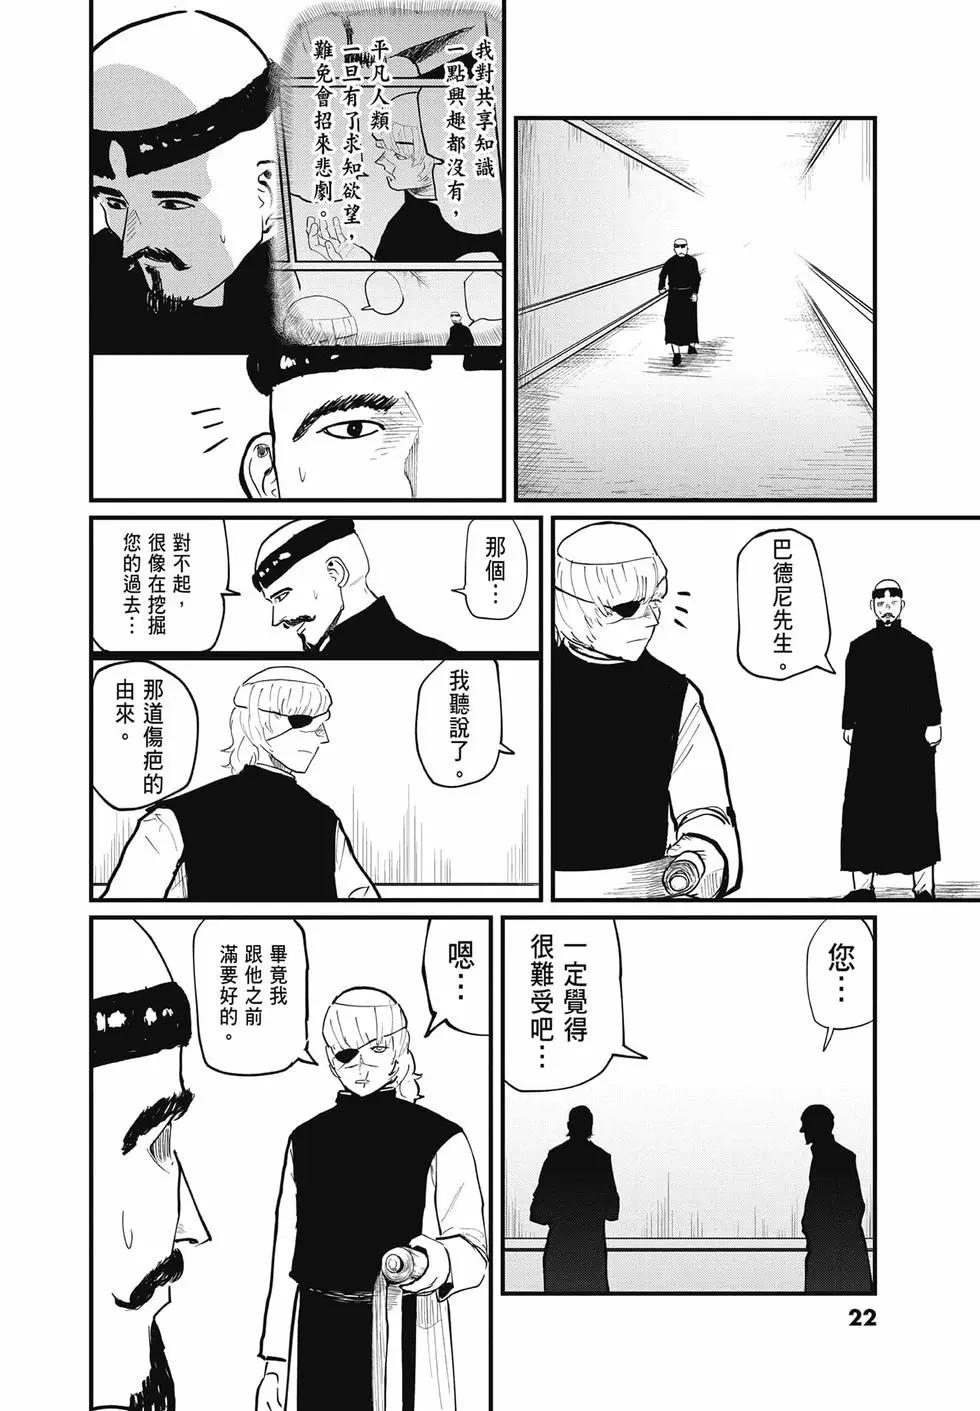 我對共享知識
一點興趣都沒有，
平凡人類
一旦有了求知欲望，
難免會招來悲劇。
巴德尼先生。
那個…
對不起，
很像在挖掘
您的過去…
我聽說了。
那道傷疤的
由來。
您…
一定覺得
很難受吧…
嗯…
畢竟我
跟他之前
滿要好的。
22